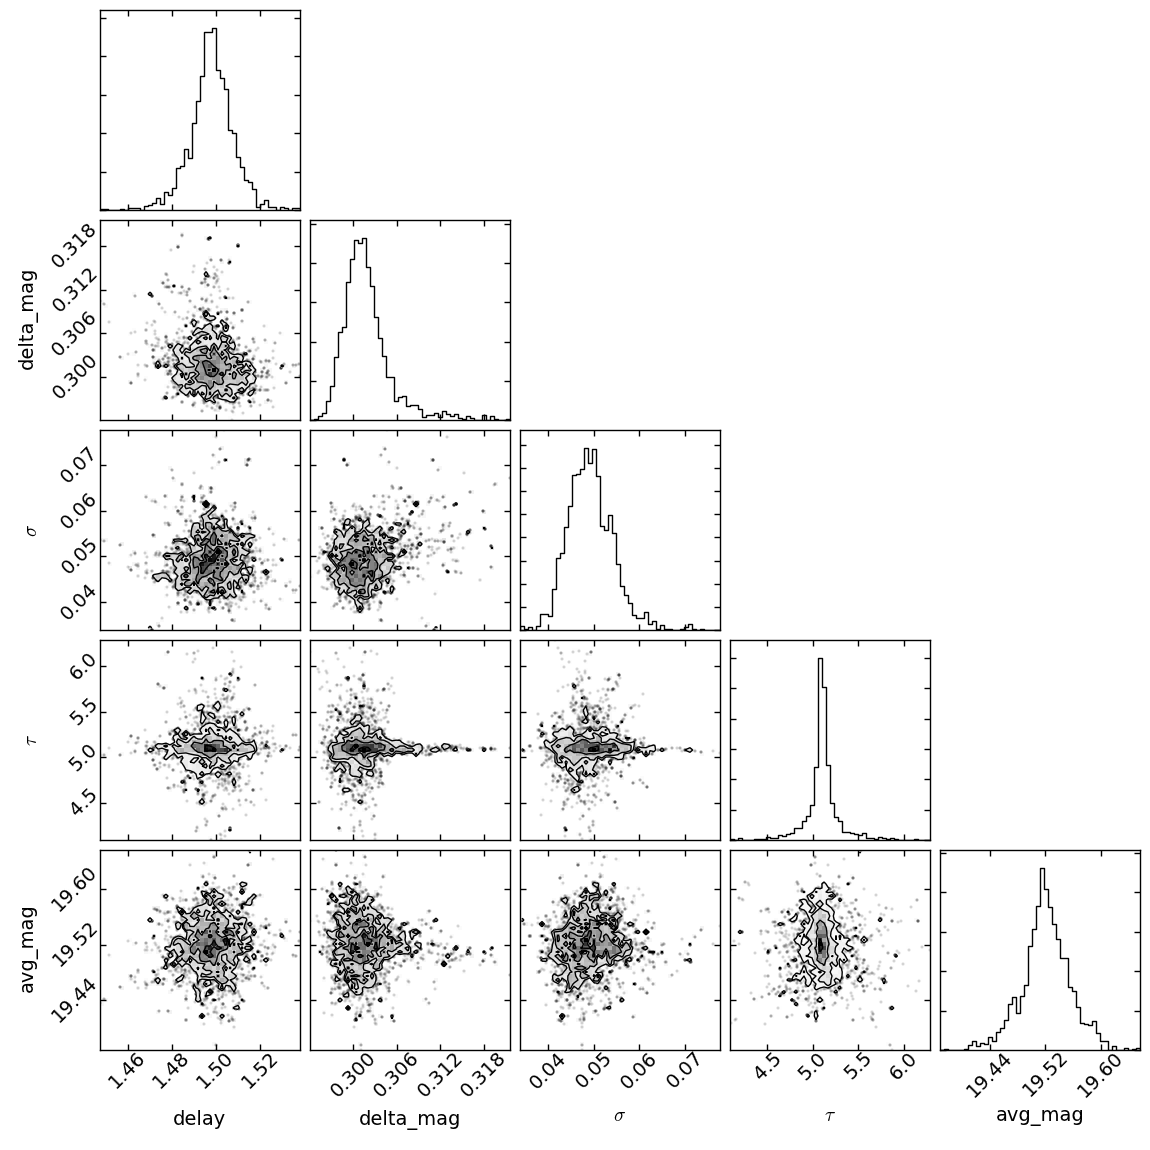 delta_mag
0.318
0.312
0.306
0.300
σ
0.07
0.06
0.05
0.04
τ
6.0
5.5
5.0
4.5
avg_mag
19.60
19.52
19.44
1.46 1.48 1.50 1.52
0.300 0.306 0.312 0.318
0.04 0.05 0.06 0.07
4.5 5.0 5.5 6.0
19.44 19.52 19.60
delay delta_mag σ τ avg_mag